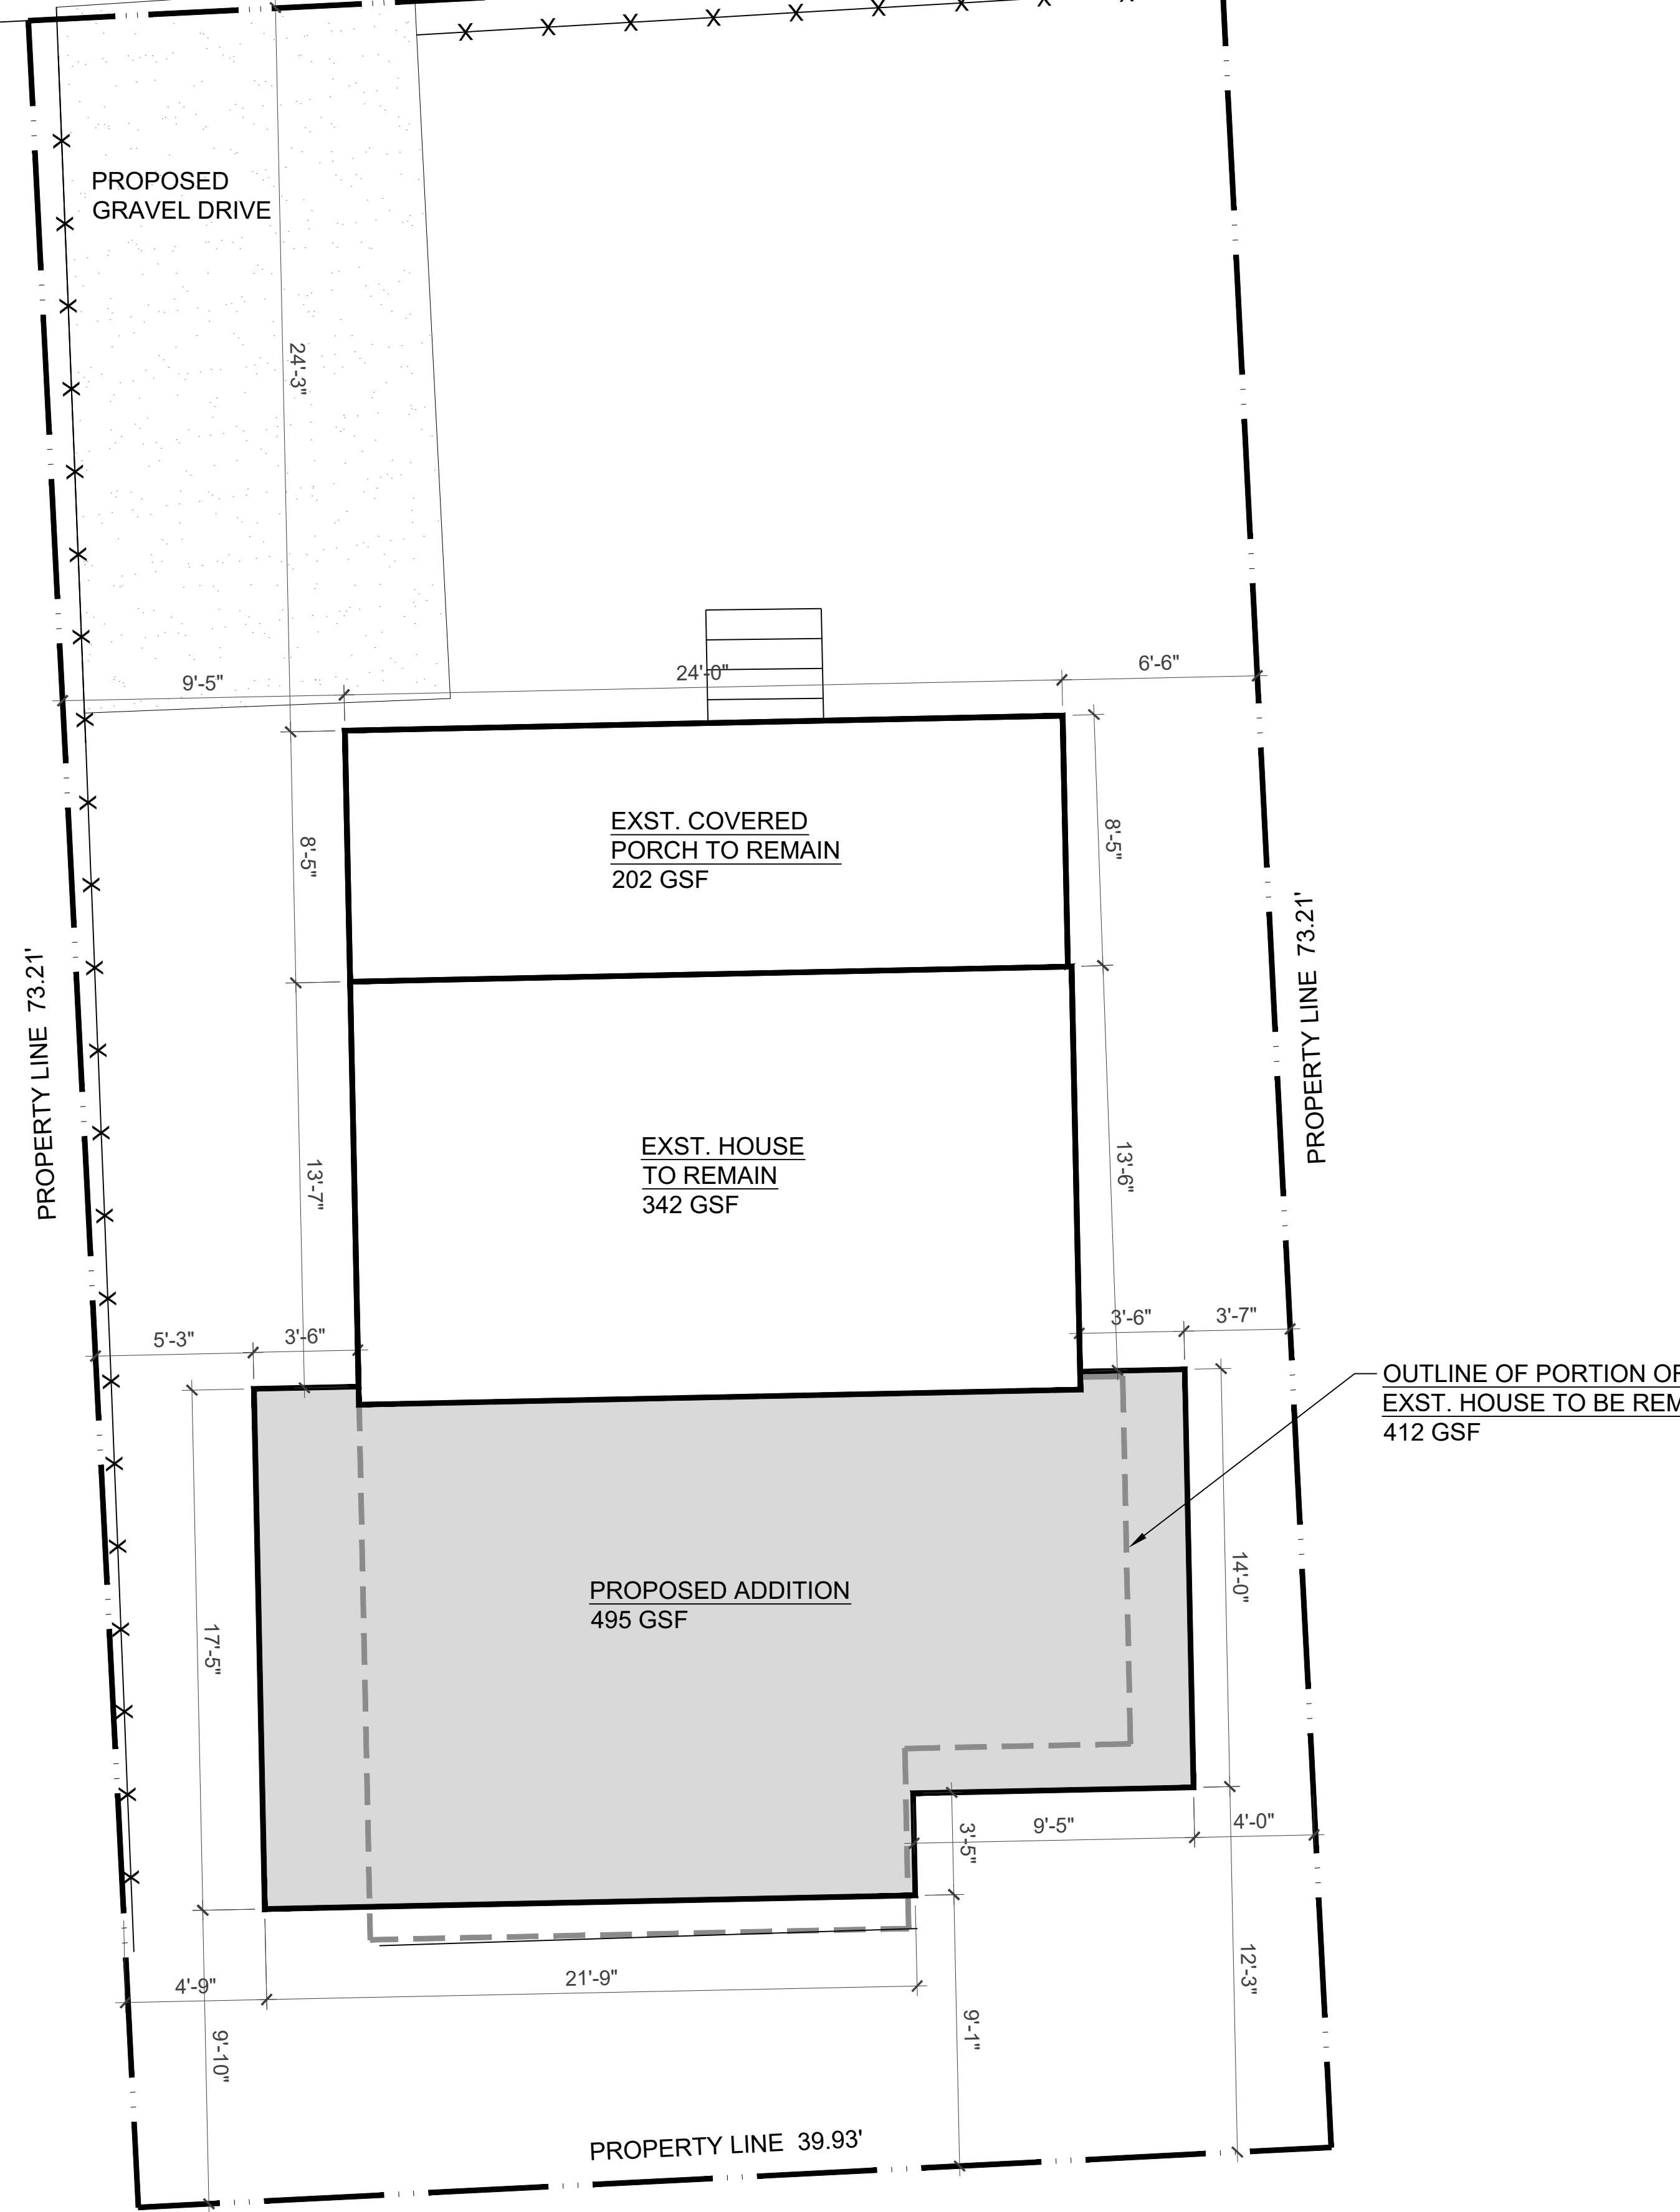 PROPOSED
GRAVEL DRIVE
24'-3"
9'-5"
24'-0"
6'-6"
EXST. COVERED
PORCH TO REMAIN
202 GSF
8'-5"
8'-5"
PROPERTY LINE 73.21'
PROPERTY LINE 73.21'
EXST. HOUSE
TO REMAIN
342 GSF
13'-7"
13'-6"
5'-3"
3'-6"
3'-6"
3'-7"
OUTLINE OF PORTION OF
EXST. HOUSE TO BE
412 GSF
PROPOSED ADDITION
495 GSF
17'-5"
14'-0"
3'-5"
9'-5"
4'-0"
4'-9"
21'-9"
9'-10"
9'-1"
12'-3"
PROPERTY LINE 39.93'